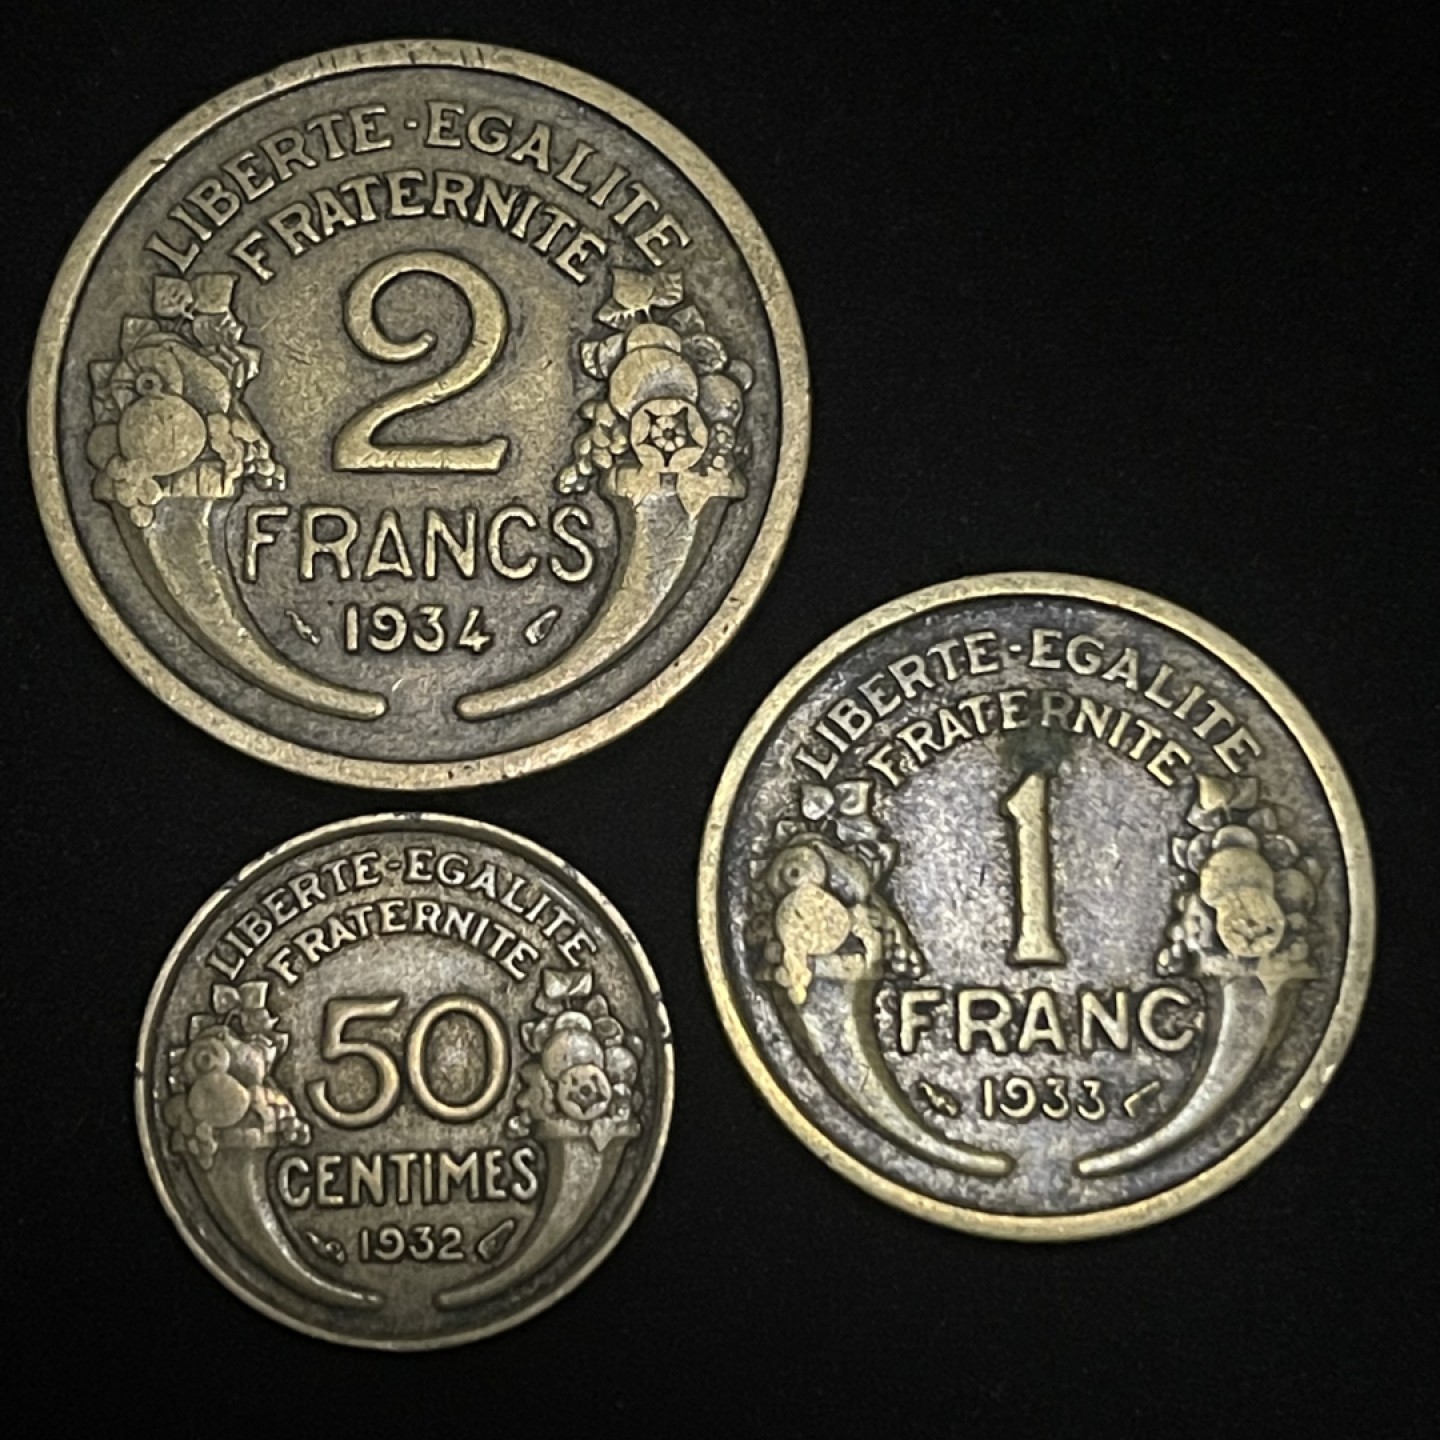 LIBERTE·EGALITE
FRATERNITE
2
FRANCS
1934
LIBERTE-EGALITE
FRATERNITE
1
FRANC
1933
LIBERTE-EGALITE
FRATERNITE
50
CENTIMES
1932